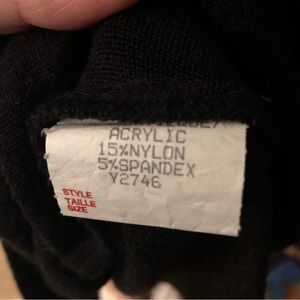 ACRYLIC
15%NYLON
5%SPANDEX
Y2746
STYLE
TAILLE
SIZE